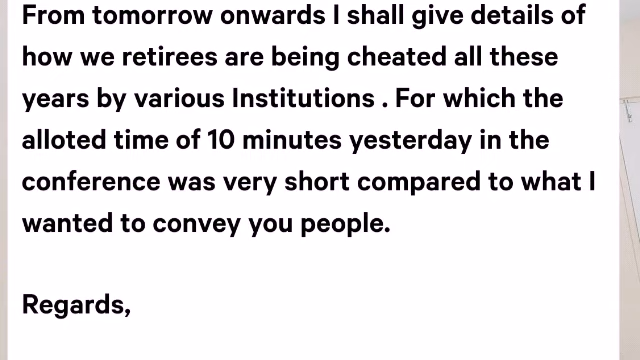 From tomorrow onwards I shall give details of
how we retirees are being cheated all these
years by various Institutions . For which the
alloted time of 10 minutes yesterday in the
conference was very short compared to what I
wanted to convey you people.
Regards,